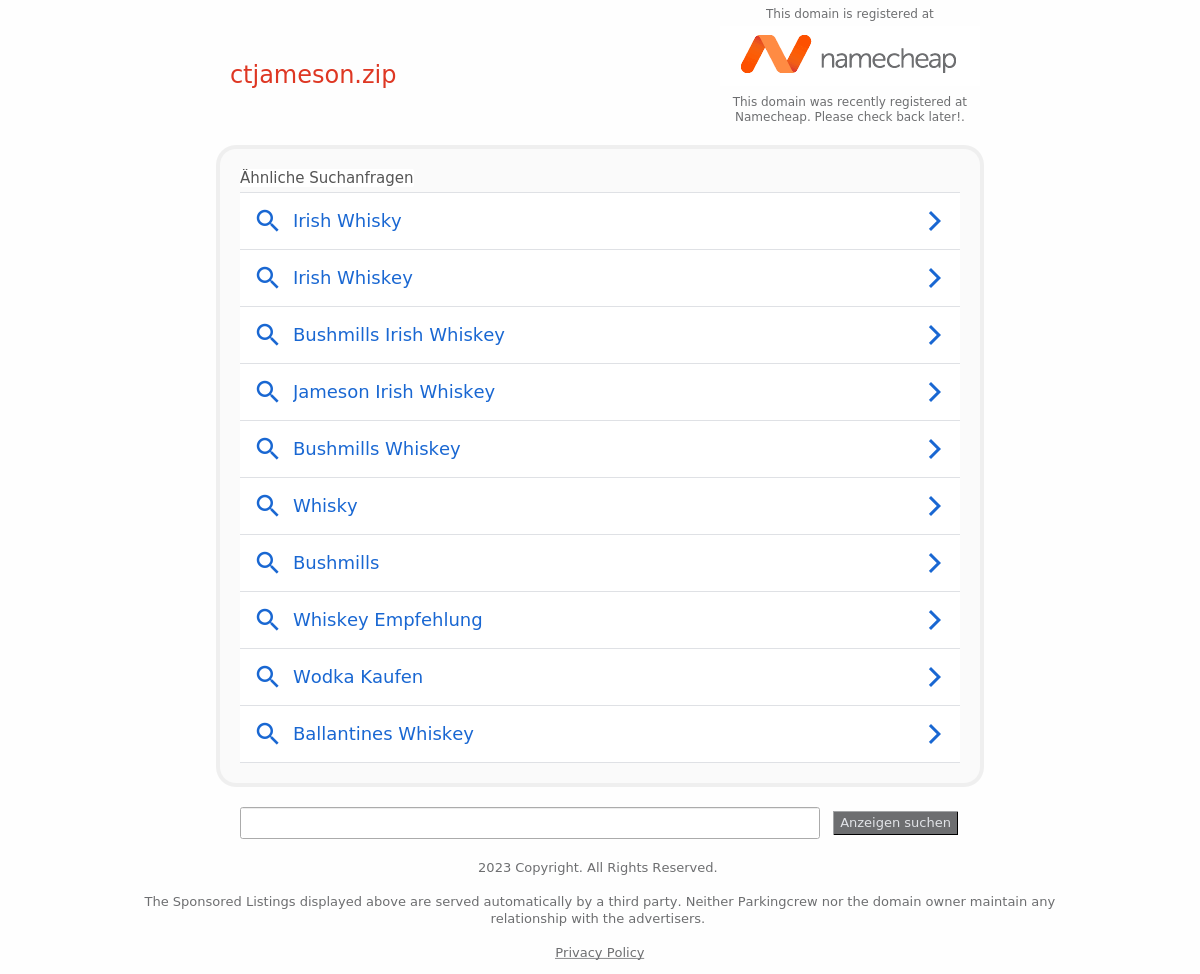 This domain is registered at
namecheap
ctjameson.zip
This domain was recently registered at
Namecheap. Please check back later!.
Ähnliche Suchanfragen
Irish Whisky
Irish Whiskey
Bushmills Irish Whiskey
Jameson Irish Whiskey
Bushmills Whiskey
Whisky
Bushmills
Whiskey Empfehlung
Wodka Kaufen
Ballantines Whiskey
Anzeigen suchen
2023 Copyright. All Rights Reserved.
The Sponsored Listings displayed above are served automatically by a third party. Neither Parkingcrew nor the domain owner maintain any
relationship with the advertisers.
Privacy Policy